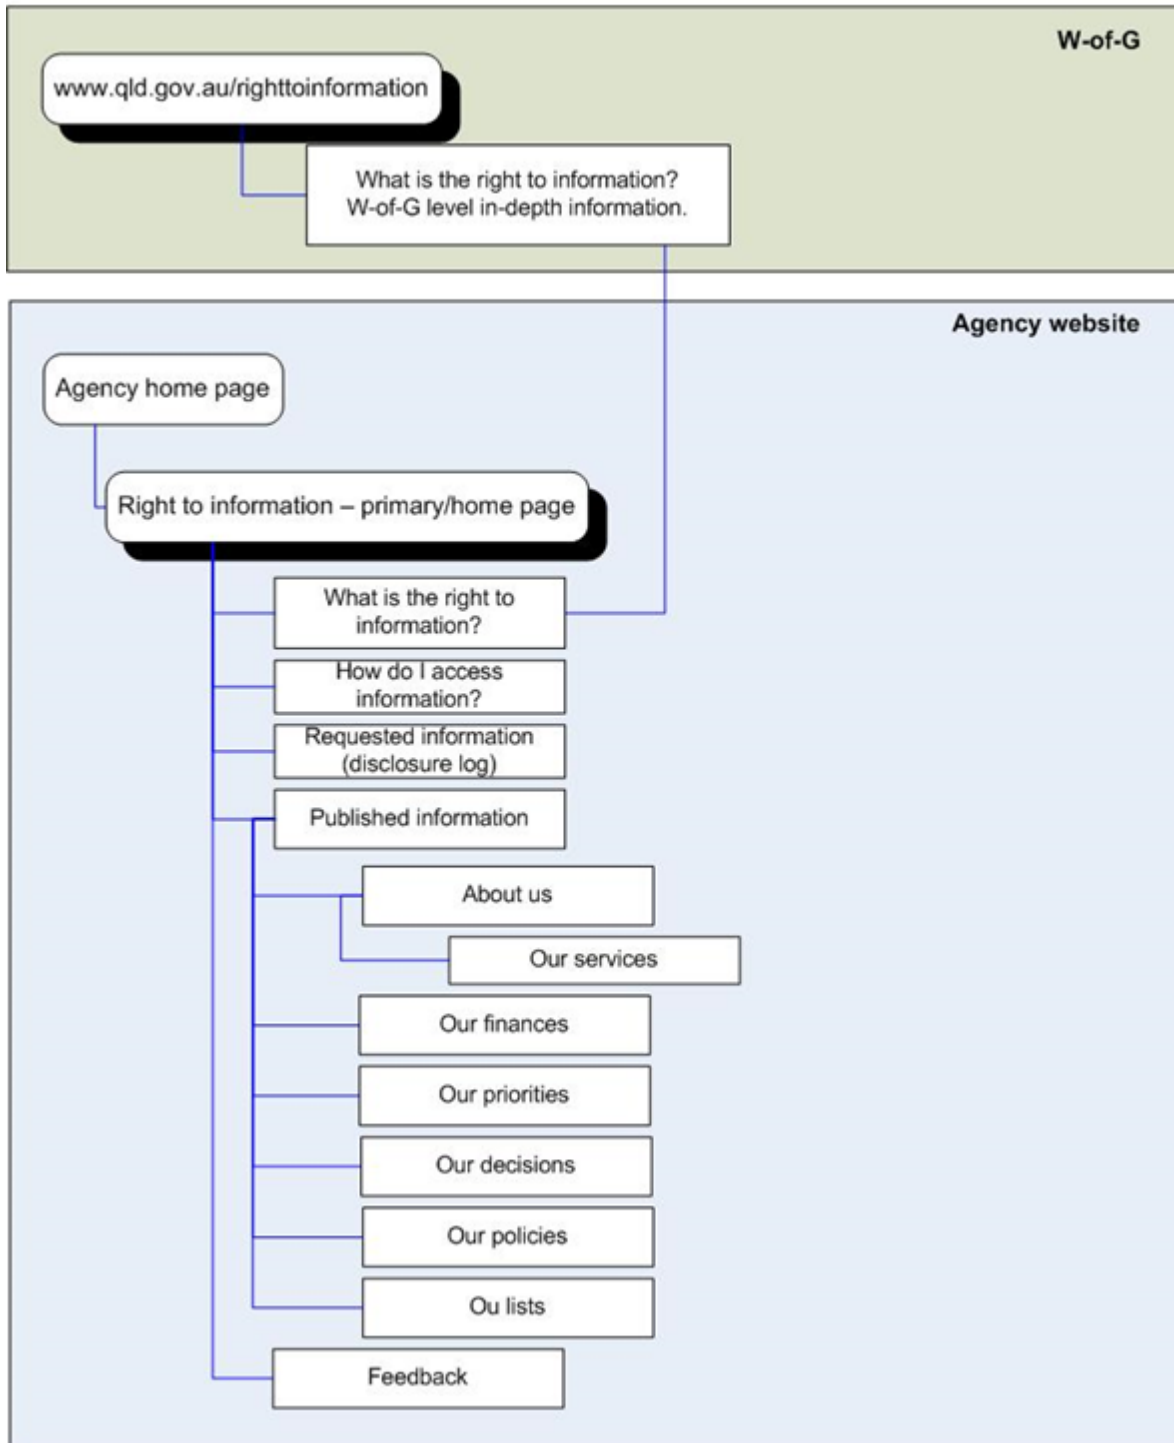 W-of-G
www.qld.gov.au/righttoinformation
What is the right to information?
W-of-G level in-depth information.
Agency website
Agency home page
Right to information – primary/home page
What is the right to
information?
How do I access
information?
Requested information
(disclosure log)
Published information
About us
Our services
Our finances
Our priorities
Our decisions
Our policies
Ou lists
Feedback